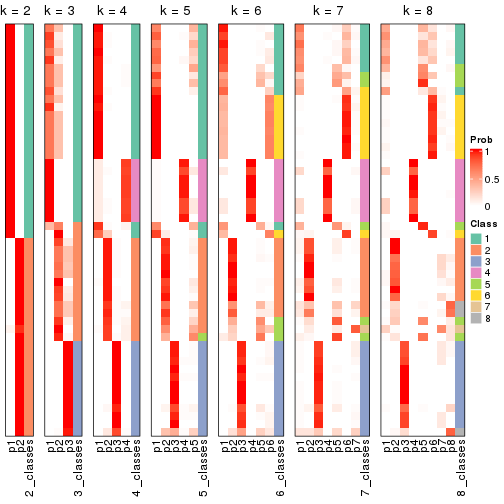 k = 2 k = 3 k = 4 k = 5 k = 6 k = 7 k = 8
Prob
1
0.5
0
Class
1
2
3
4
5
6
7
8
p1 p2 2_classes
p1 p2 p3 3_classes
p1 p2 p3 p4 4_classes
p1 p2 p3 p4 p5 5_classes
p1 p2 p3 p4 p5 p6 6_classes
p1 p2 p3 p4 p5 p6 p7 7_classes
p1 p2 p3 p4 p5 p6 p7 p8 8_classes